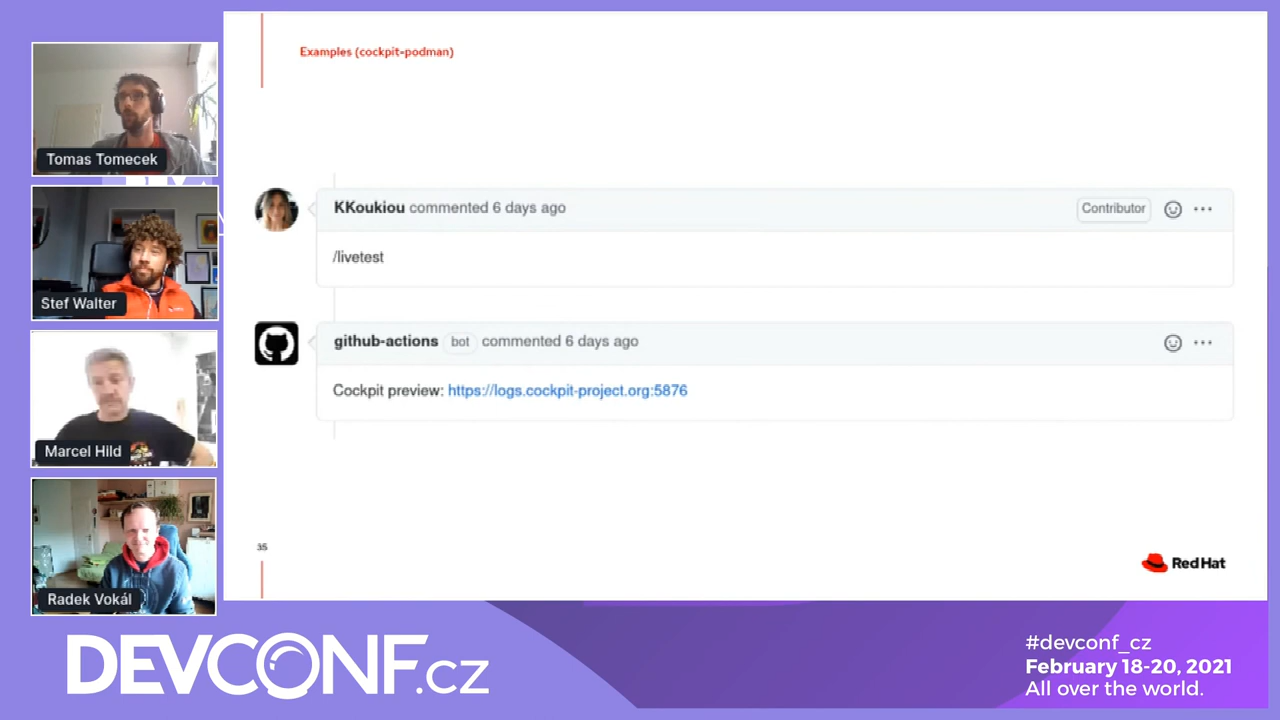 Examples (cockpit-podman)
Tomas Tomecek
Stef Walter
Marcel Hild
Radek Vokál
KKoukiou commented 6 days ago
Contributor
/livetest
github-actions bot commented 6 days ago
Cockpit preview: https://logs.cockpit-project.org:5876
35
Red Hat
DEVCONF.cz
#devconf_cz
February 18-20, 2021
All over the world.